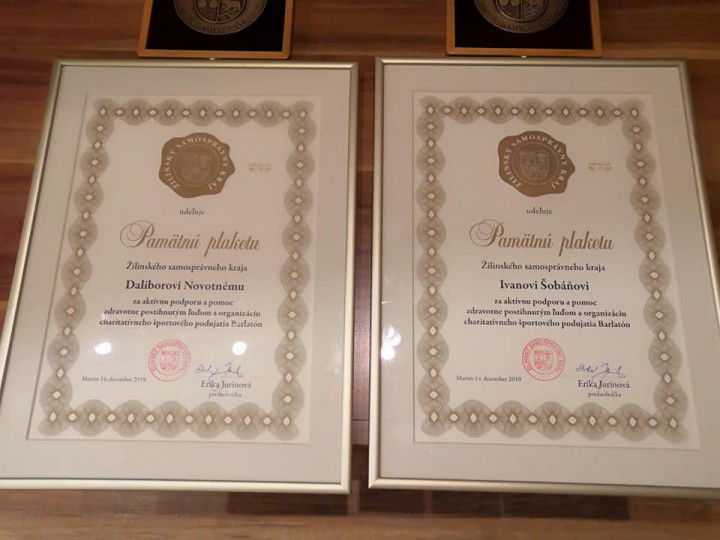 ŽILINSKÝ SAMOSPRÁVNY KRAJ
udeľuje
Pamätnú plaketu
Žilinského samosprávneho kraja
Daliborovi Novotnému
za aktívnu podporu a pomoc
zdravotne postihnutým ľuďom a organizáciu
charitatívneho športového podujatia Barlatón
Martin 14. december 2019
Erika Jurinová
predsedníčka
ŽILINSKÝ SAMOSPRÁVNY KRAJ
udeľuje
Pamätnú plaketu
Žilinského samosprávneho kraja
Ivanovi Šobáňovi
za aktívnu podporu a pomoc
zdravotne postihnutým ľuďom a organizáciu
charitatívneho športového podujatia Barlatón
Martin 14. december 2019
Erika Jurinová
predsedníčka